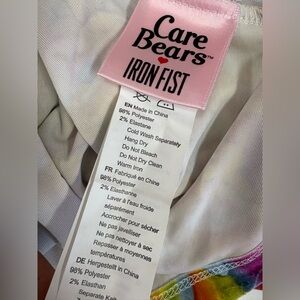 Care
Bears™
IRON FIST
EN Made in China
98% Polyester
2% Elastane
Cold Wash Separately
Hang Dry
Do Not Bleach
Do Not Dry Clean
Warm Iron
FR Fabriqué en Chine
98% Polyester
2% Elasthanne
Laver à l'eau froide
séparément
Accrocher pour sécher
Ne pas javelliser
Ne pas nettoyer à sec
Repasser à moyennes
températures
DE Hergestellt in China
98% Polyester
2% Elasthan
Separate